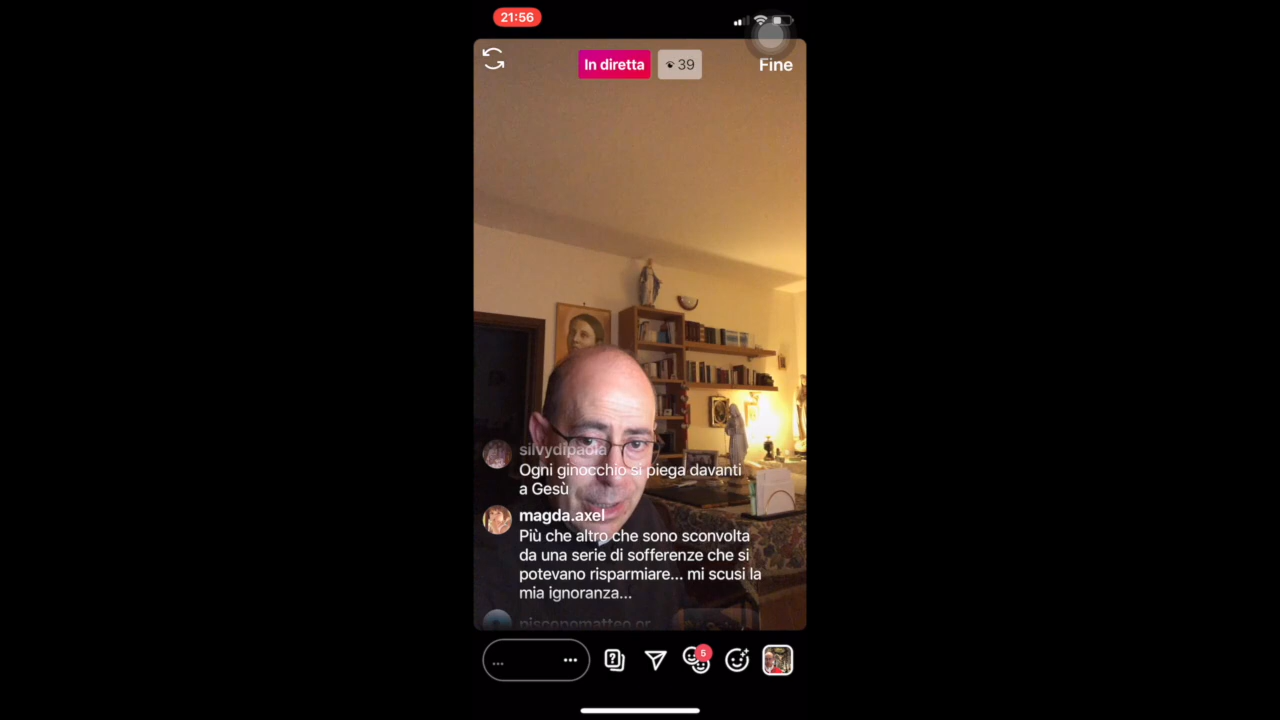 21:56
In diretta
39
Fine
silvydipaola
Ogni ginocchio si piega davanti
a Gesù
magda.axel
Più che altro che sono sconvolta
da una serie di sofferenze che si
potevano risparmiare... mi scusi la
mia ignoranza...
...
5